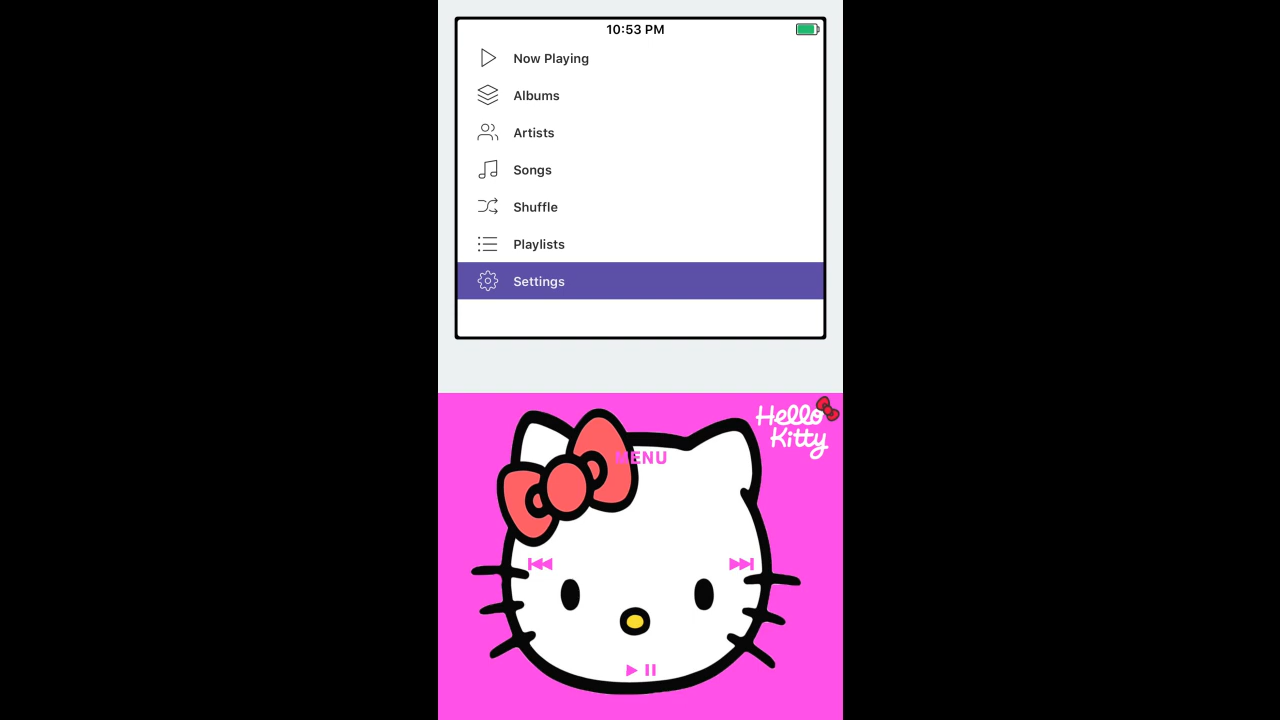 10:53 PM
Now Playing
Albums
Artists
Songs
Shuffle
Playlists
Settings
Hello
Kitty
MENU